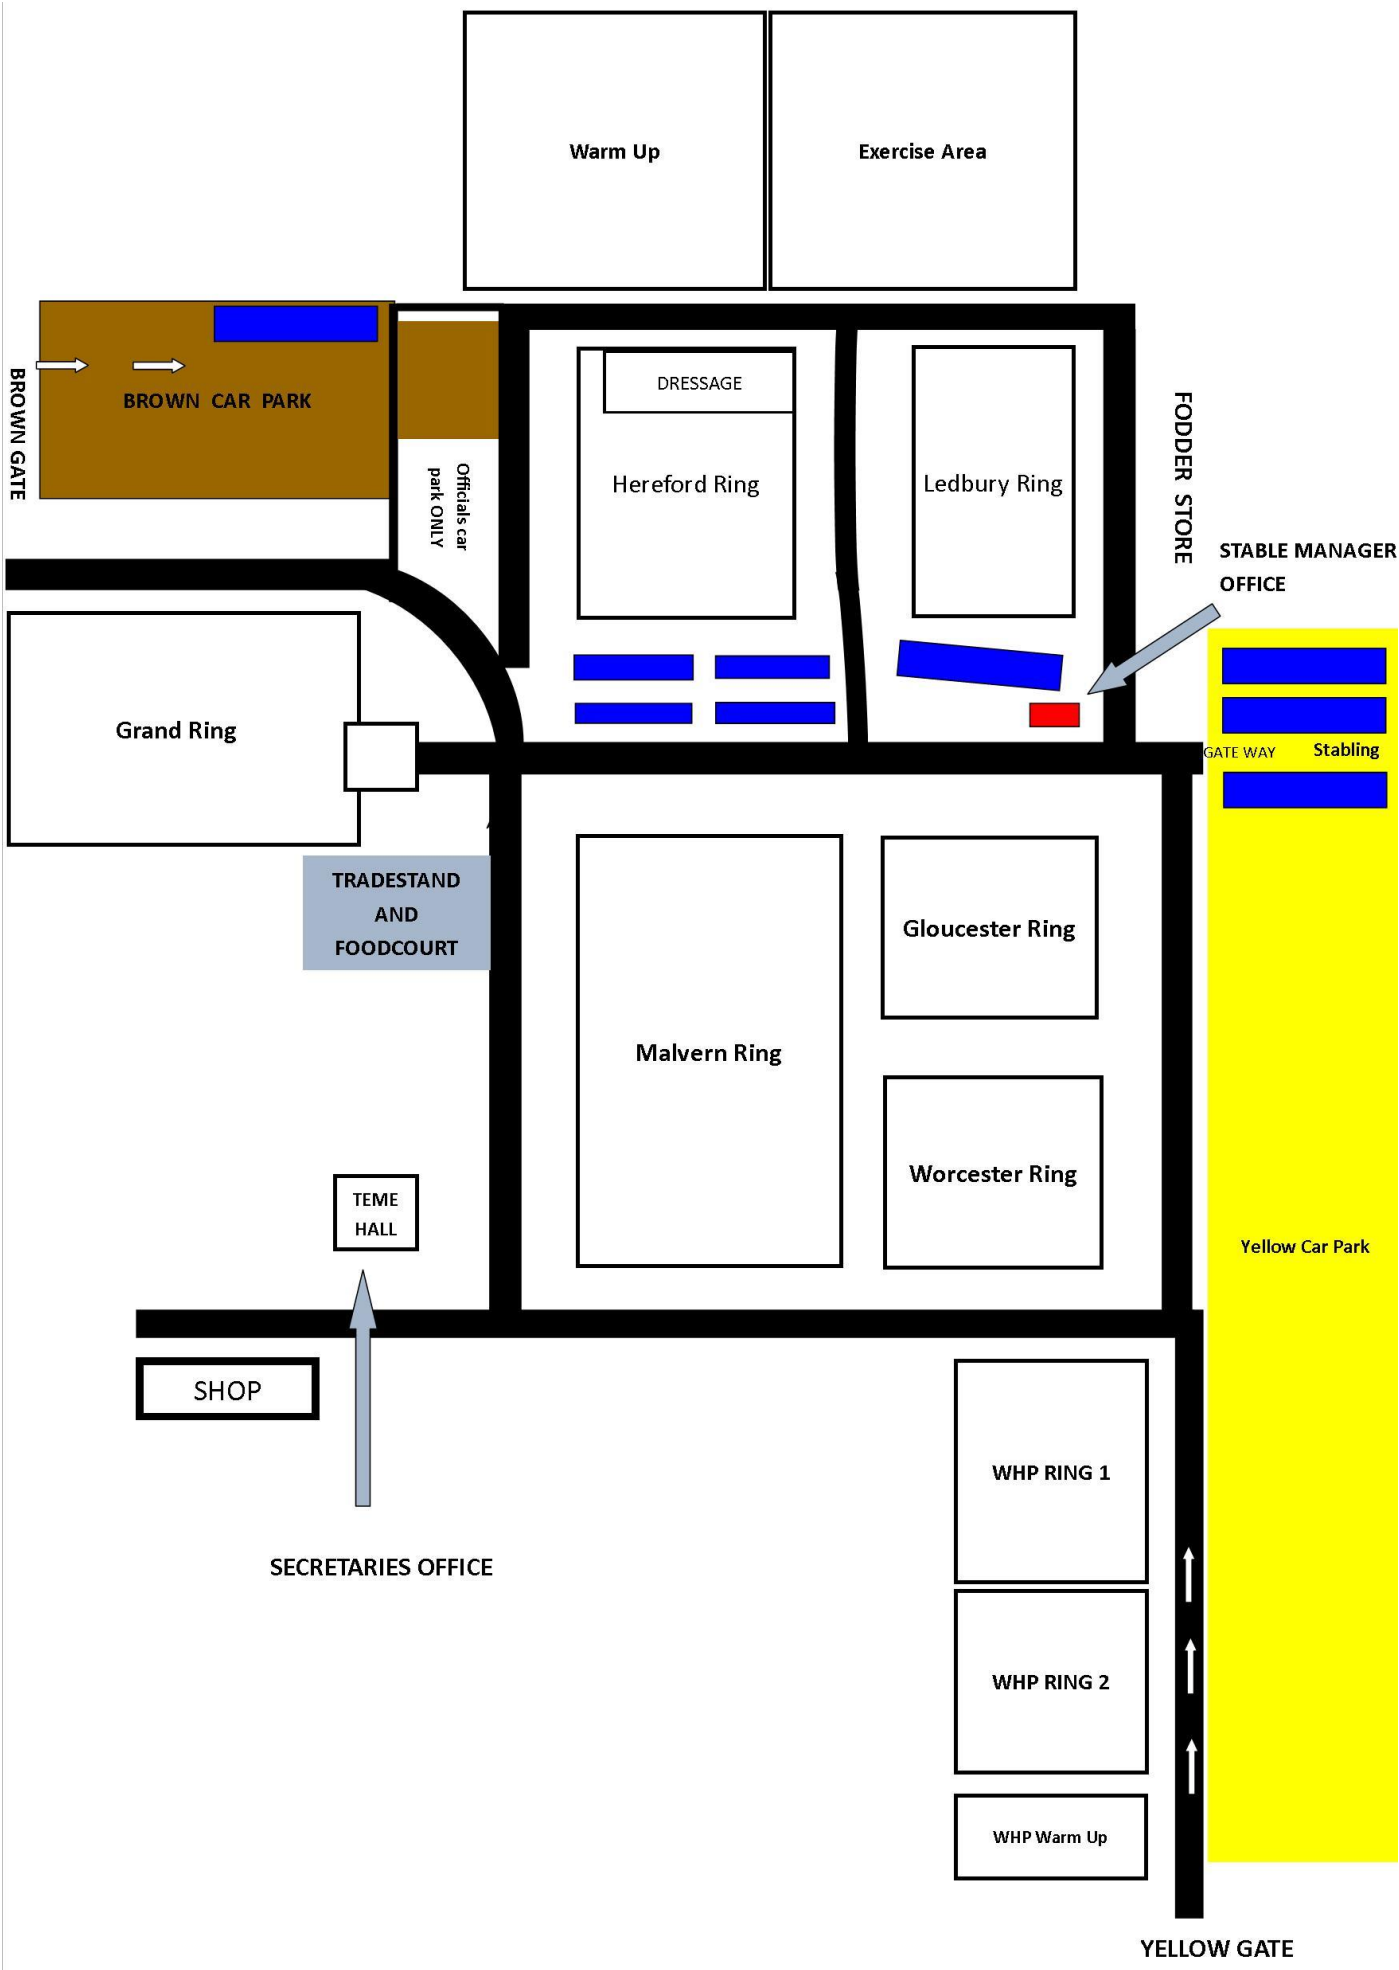 Warm Up
Exercise Area
BROWN CAR PARK
BROWN GATE
Officials car
park ONLY
DRESSAGE
Hereford Ring
Ledbury Ring
FODDER STORE
STABLE MANAGER
OFFICE
Grand Ring
GATE WAY
Stabling
TRADESTAND
AND
FOODCOURT
Gloucester Ring
Malvern Ring
Worcester Ring
TEME
HALL
Yellow Car Park
SHOP
WHP RING 1
SECRETARIES OFFICE
WHP RING 2
WHP Warm Up
YELLOW GATE